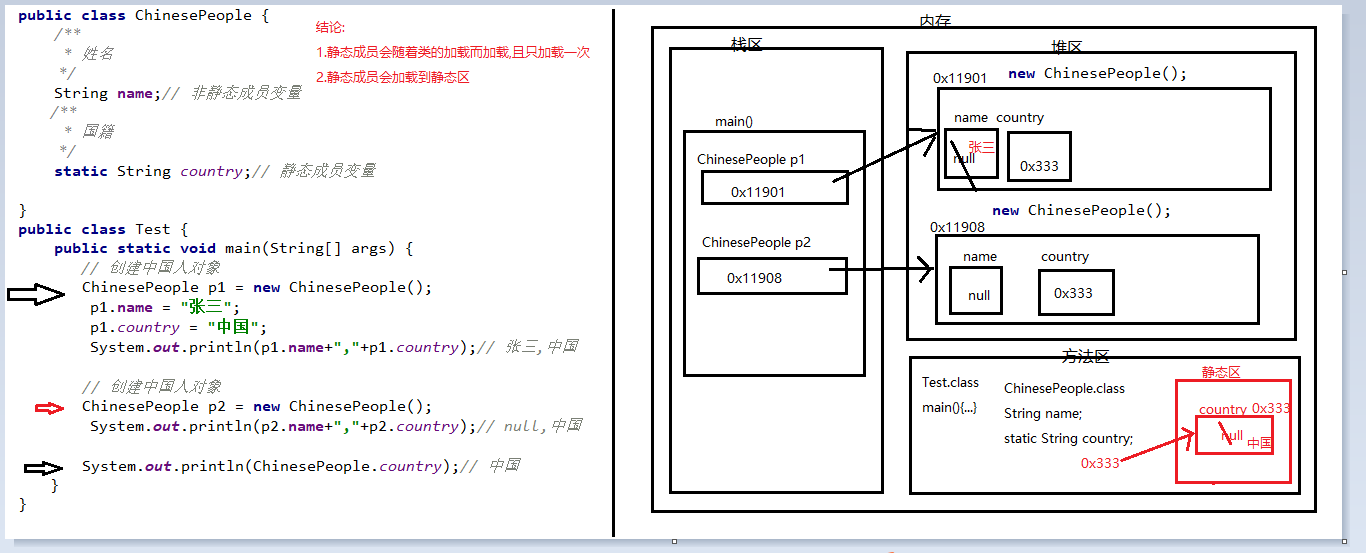 public class ChinesePeople {
/**
* 姓名
*/
String name;// 非静态成员变量
/**
* 国籍
*/
static String country;// 静态成员变量
}
public class Test {
public static void main(String[] args) {
// 创建中国人对象
ChinesePeople p1 = new ChinesePeople();
p1.name = "张三";
p1.country = "中国";
System.out.println(p1.name+","+p1.country);// 张三,中国
// 创建中国人对象
ChinesePeople p2 = new ChinesePeople();
System.out.println(p2.name+","+p2.country);// null,中国
System.out.println(ChinesePeople.country);// 中国
}
}
结论:
1.静态成员会随着类的加载而加载,且只加载一次
2.静态成员会加载到静态区
内存
栈区
main()
ChinesePeople p1
0x11901
ChinesePeople p2
0x11908
堆区
0x11901
new ChinesePeople();
name country
张三
null
0x333
new ChinesePeople();
0x11908
name country
null
0x333
方法区
Test.class
main(){...}
ChinesePeople.class
String name;
static String country;
0x333
静态区
country 0x333
null
中国